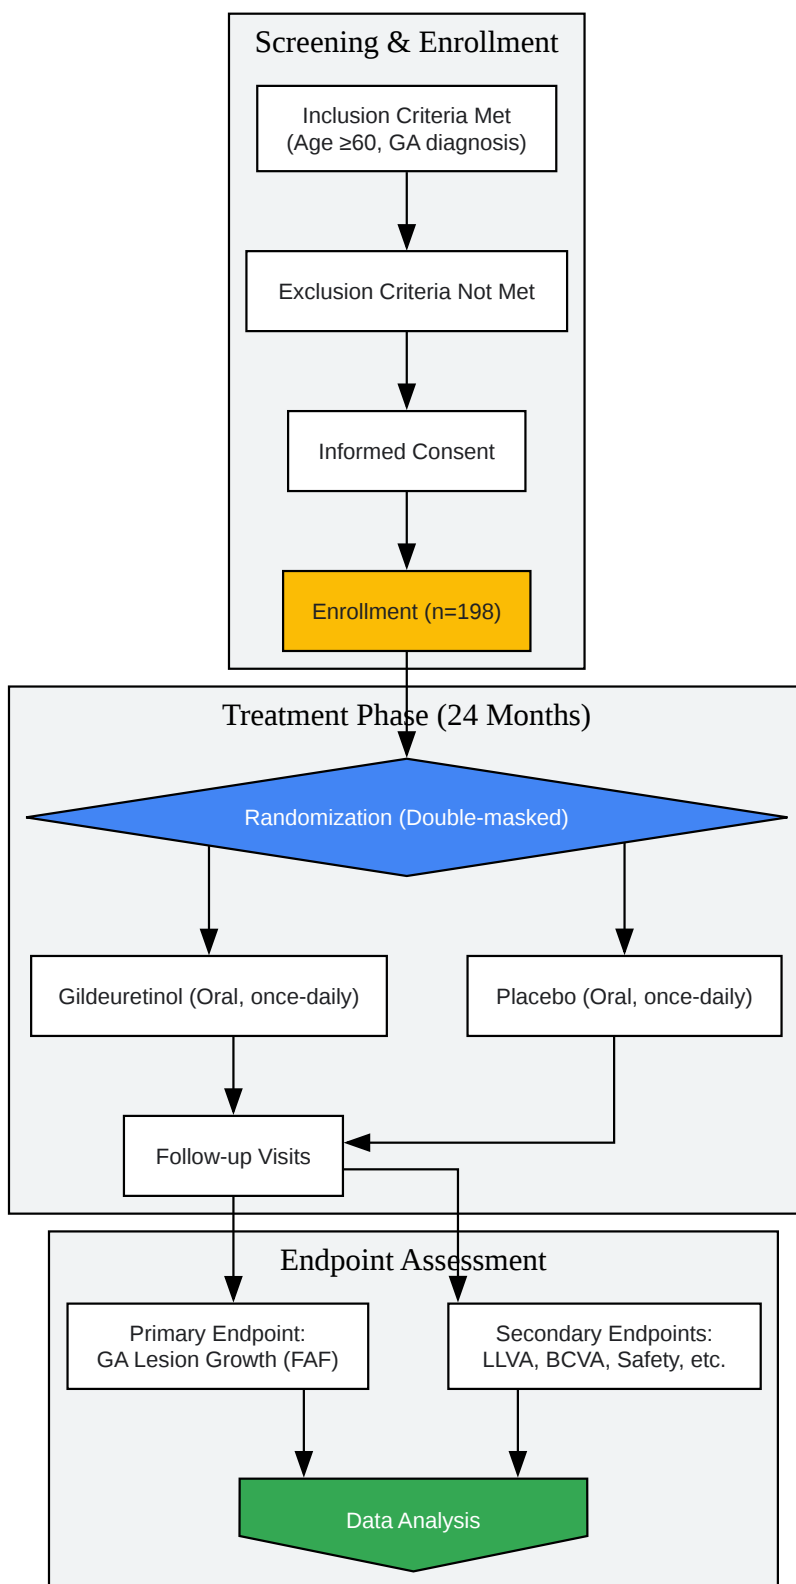 Screening & Enrollment
Inclusion Criteria Met
(Age ≥60, GA diagnosis)
Exclusion Criteria Not Met
Informed Consent
Enrollment (n=198)
Treatment Phase (24 Months)
Randomization (Double-masked)
Gildeuretinol (Oral, once-daily)
Placebo (Oral, once-daily)
Follow-up Visits
Endpoint Assessment
Primary Endpoint:
GA Lesion Growth (FAF)
Secondary Endpoints:
LLVA, BCVA, Safety, etc.
Data Analysis